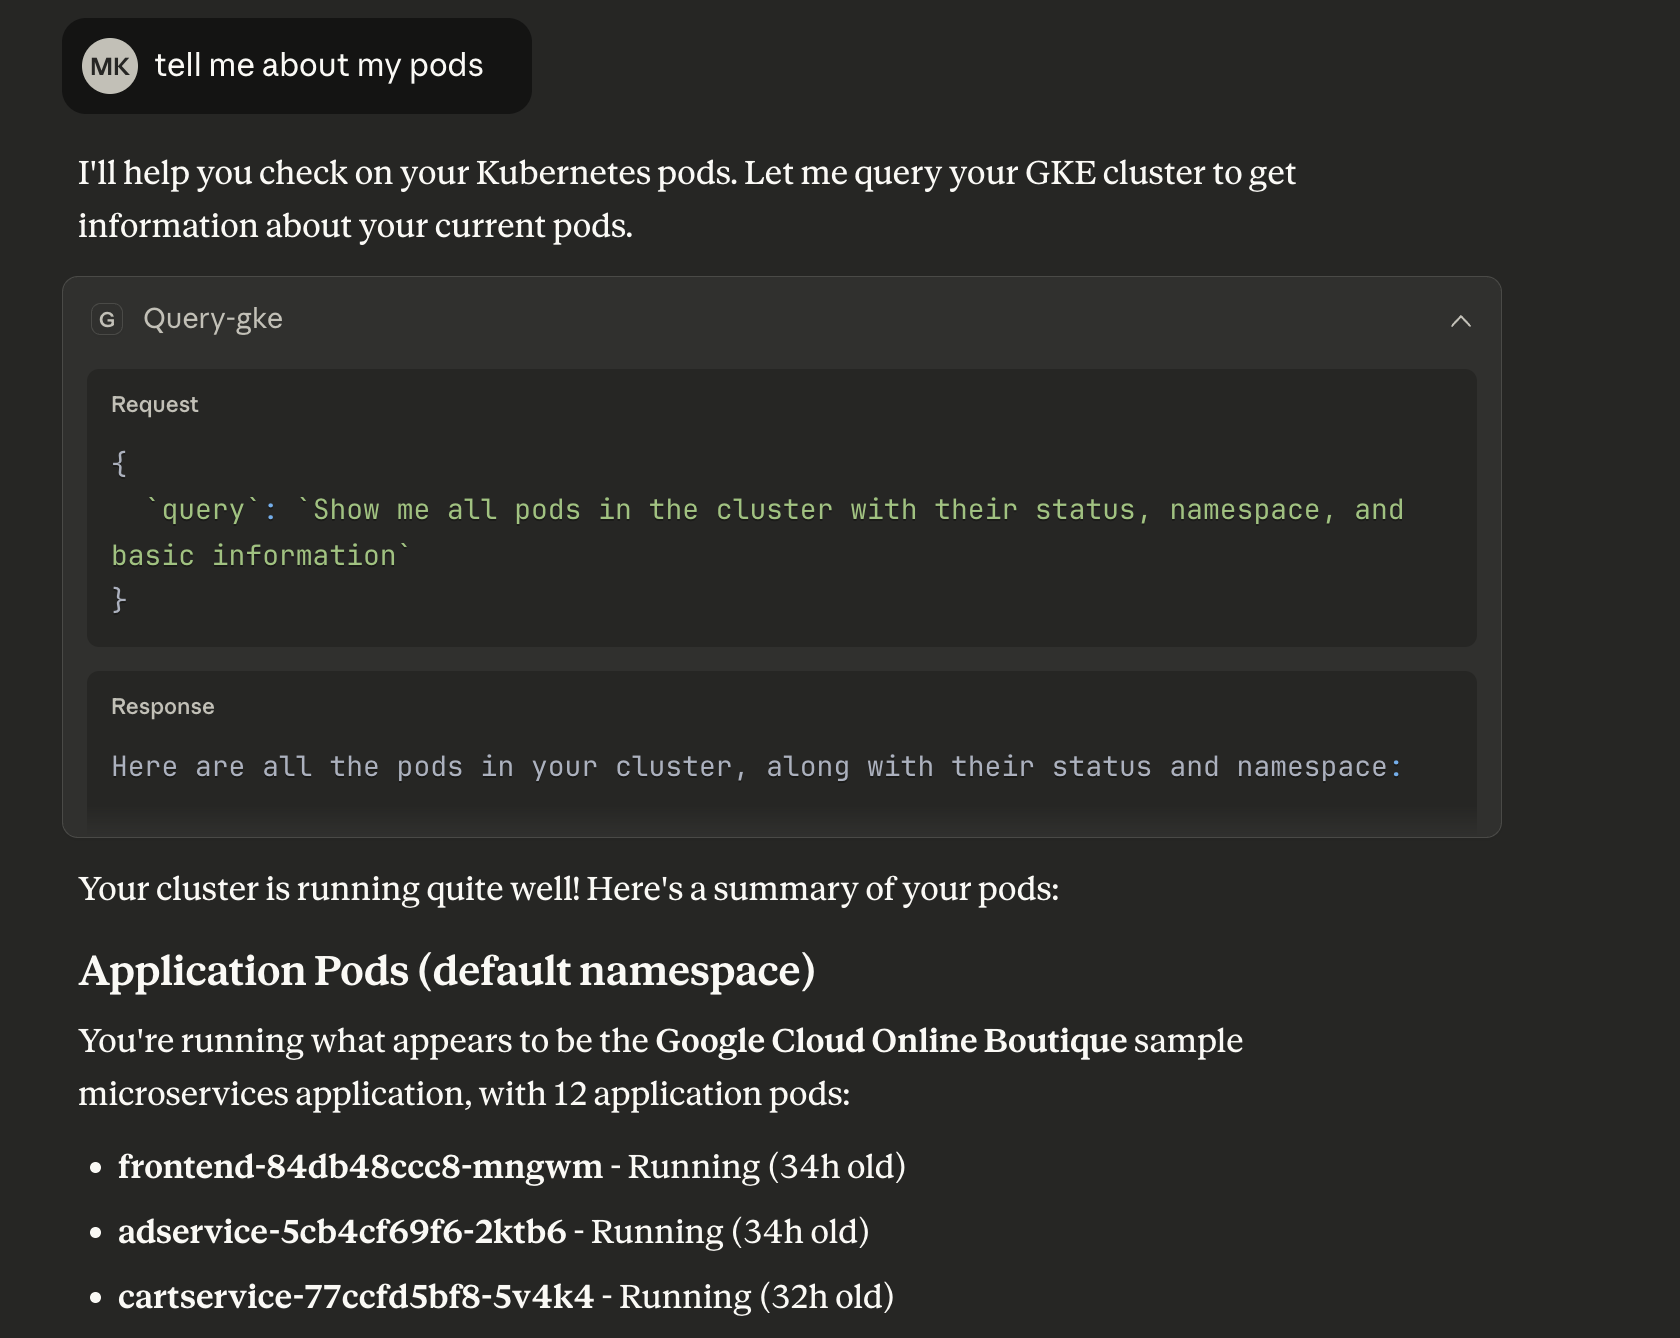 MK tell me about my pods
I'll help you check on your Kubernetes pods. Let me query your GKE cluster to get
information about your current pods.
G Query-gke
Request
{
  `query`: `Show me all pods in the cluster with their status, namespace, and
basic information`
}
Response
Here are all the pods in your cluster, along with their status and namespace:
Your cluster is running quite well! Here's a summary of your pods:
Application Pods (default namespace)
You're running what appears to be the Google Cloud Online Boutique sample
microservices application, with 12 application pods:
• frontend-84db48ccc8-mngwm - Running (34h old)
• adservice-5cb4cf69f6-2ktb6 - Running (34h old)
• cartservice-77ccfd5bf8-5v4k4 - Running (32h old)